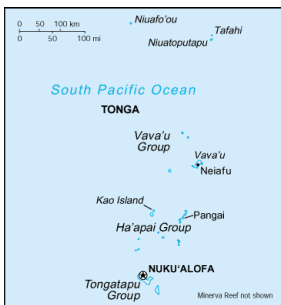 0 50 100 km
0 50 100 mi
Niuafo'ou
Tafahi
Niuatoputapu
South Pacific Ocean
TONGA
Vava'u
Group
Vava'u
Neiafu
Kao Island
Pangai
Ha'apai Group
NUKU'ALOFA
Tongatapu
Group
Minerva Reef not shown